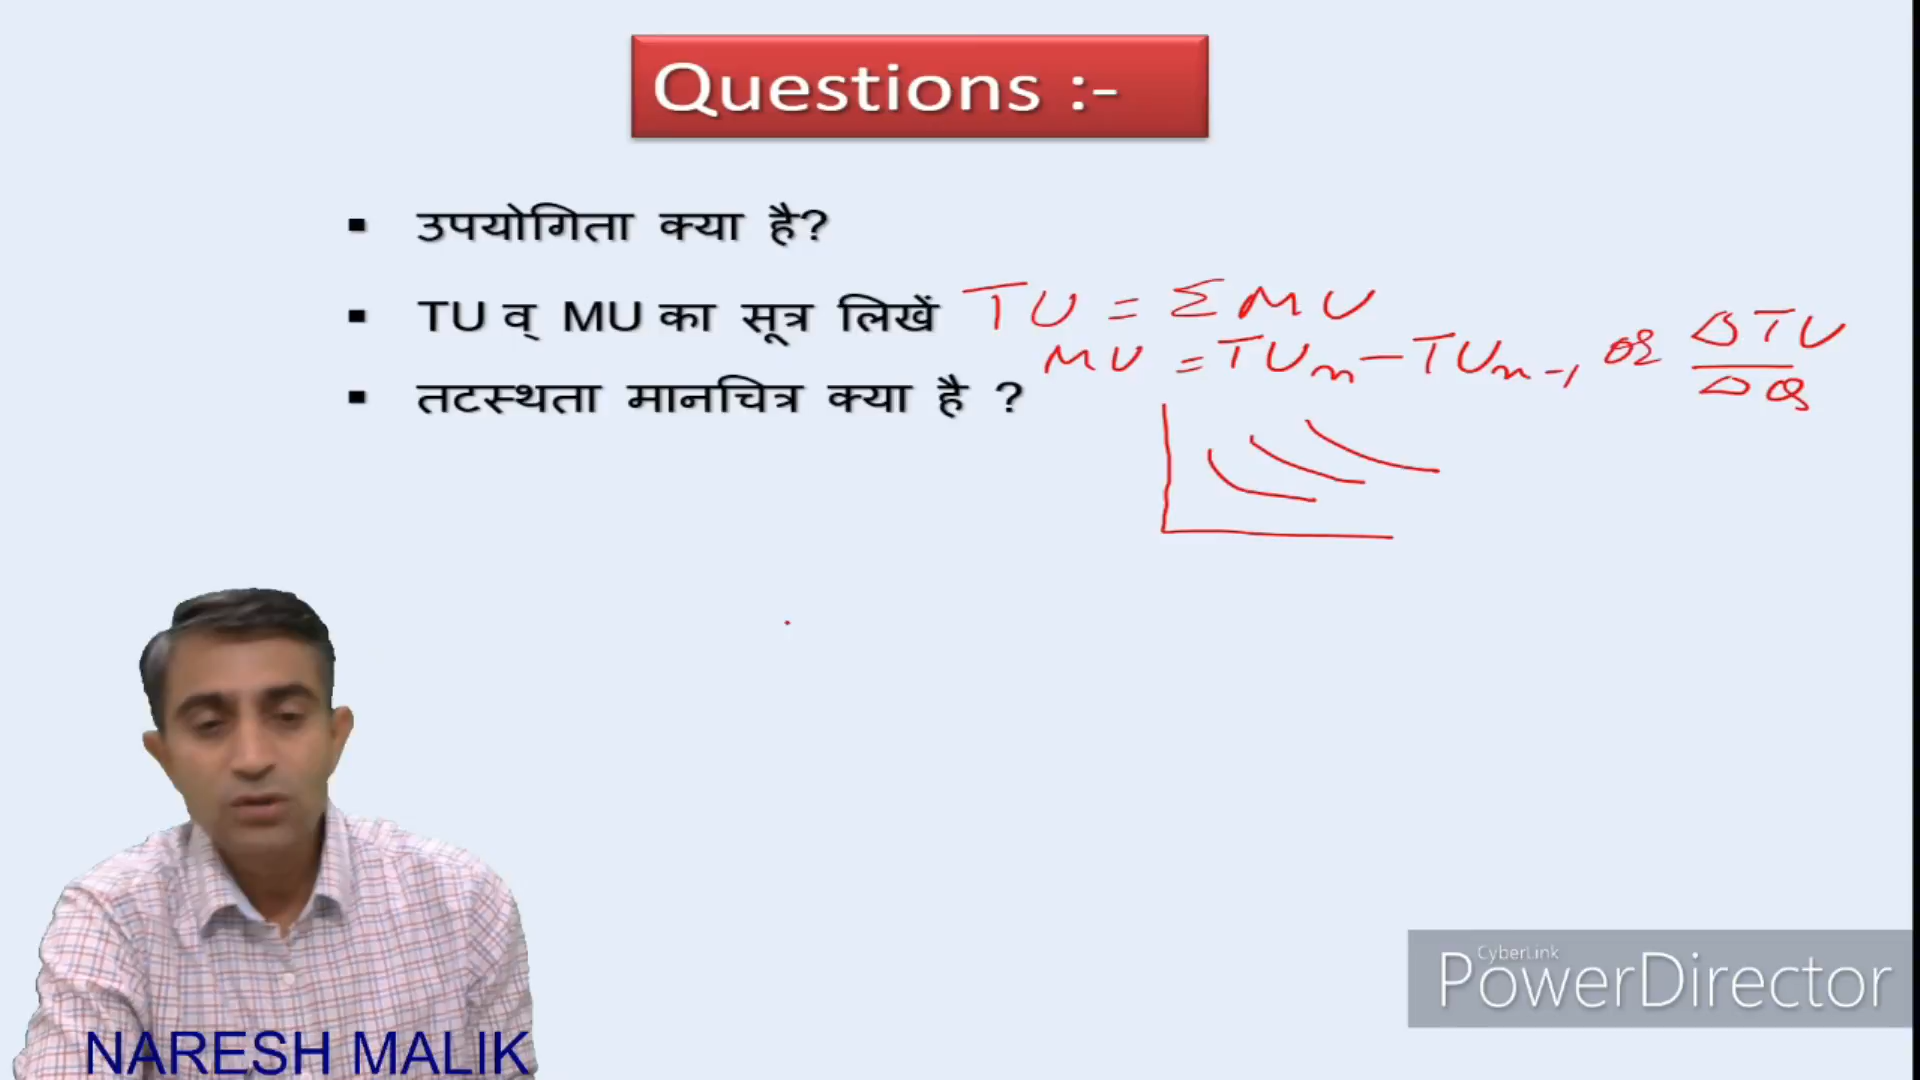 Questions :-
▪ उपयोगिता क्या है?
▪ TU व् MU का सूत्र लिखें TU = ΣMU
MU = TUn - TUn-1, or ΔTU/ΔQ
▪ तटस्थता मानचित्र क्या है ?
CyberLink
PowerDirector
NARESH MALIK